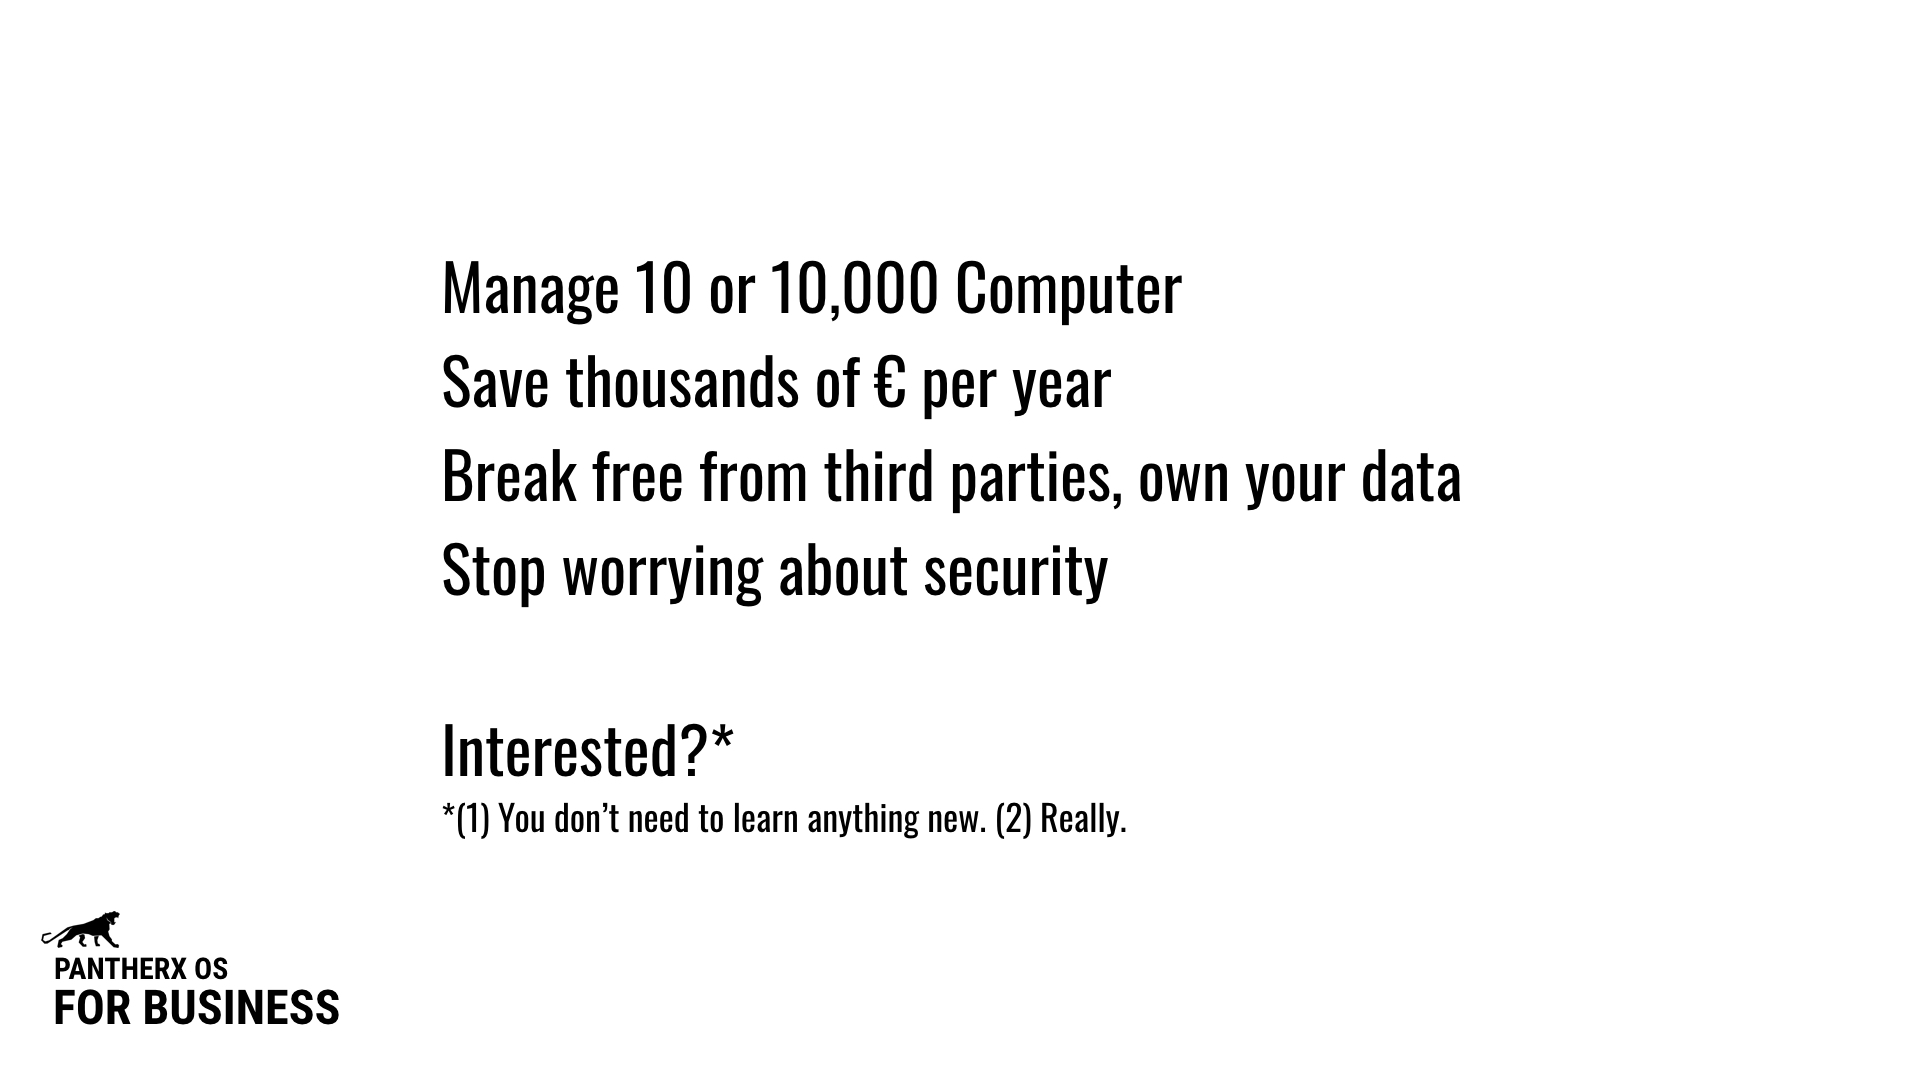 Manage 10 or 10,000 Computer
Save thousands of € per year
Break free from third parties, own your data
Stop worrying about security
Interested?*
*(1) You don’t need to learn anything new. (2) Really.
PANTHERX OS
FOR BUSINESS